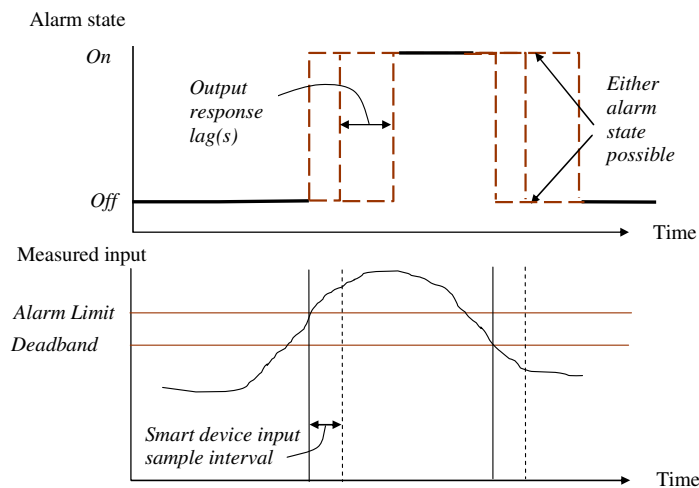 Alarm state
On
Output
response
lag(s)
Either
alarm
state
possible
Off
Time
Measured input
Alarm Limit
Deadband
Smart device input
sample interval
Time